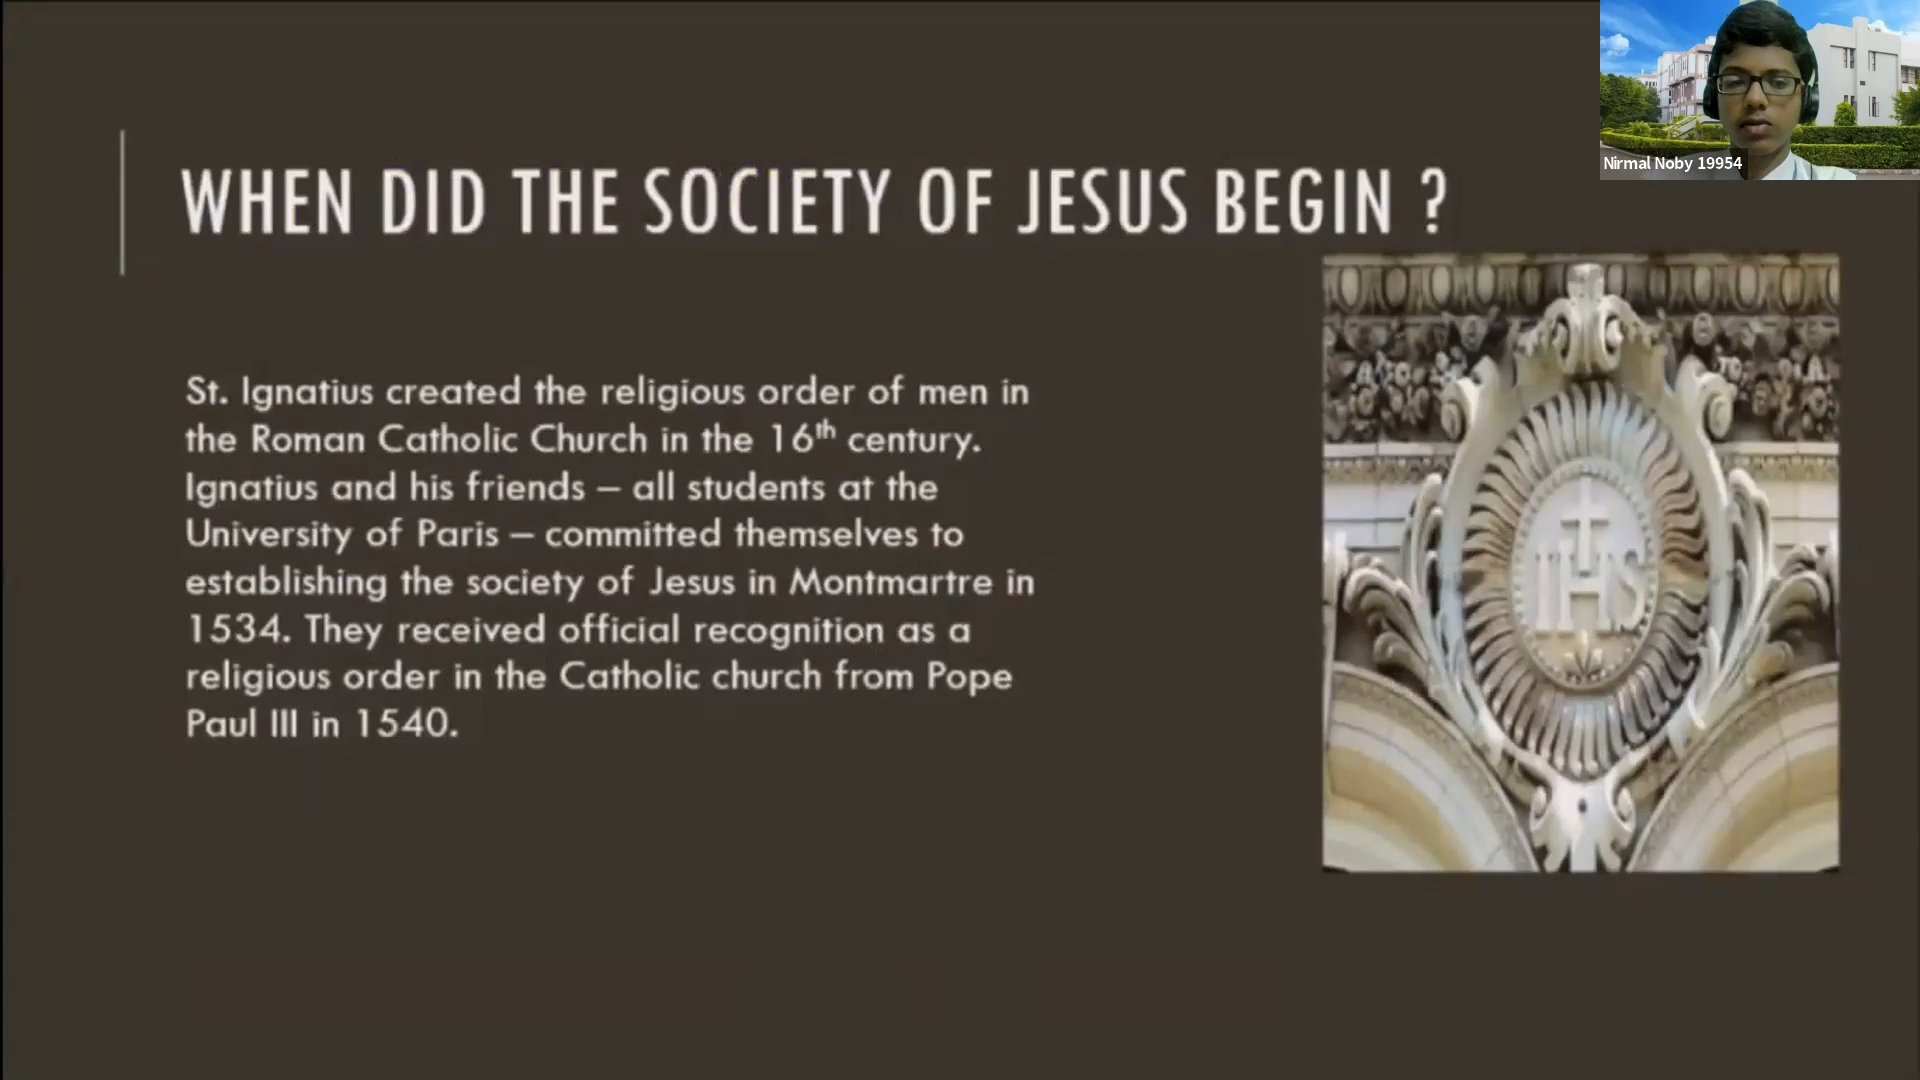 WHEN DID THE SOCIETY OF JESUS BEGIN ?
Nirmal Noby 19954
St. Ignatius created the religious order of men in
the Roman Catholic Church in the 16th century.
Ignatius and his friends – all students at the
University of Paris – committed themselves to
establishing the society of Jesus in Montmartre in
1534. They received official recognition as a
religious order in the Catholic church from Pope
Paul III in 1540.
IHS